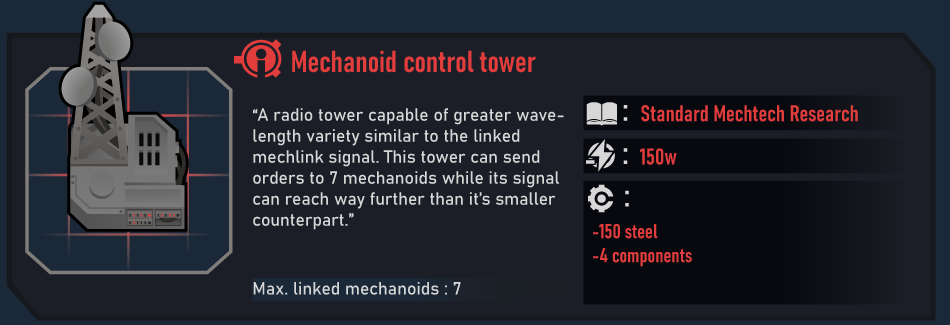 Mechanoid control tower
"A radio tower capable of greater wave-
length variety similar to the linked
mechlink signal. This tower can send
orders to 7 mechanoids while its signal
can reach way further than it's smaller
counterpart."
Max. linked mechanoids : 7
: Standard Mechtech Research
: 150w
:
-150 steel
-4 components